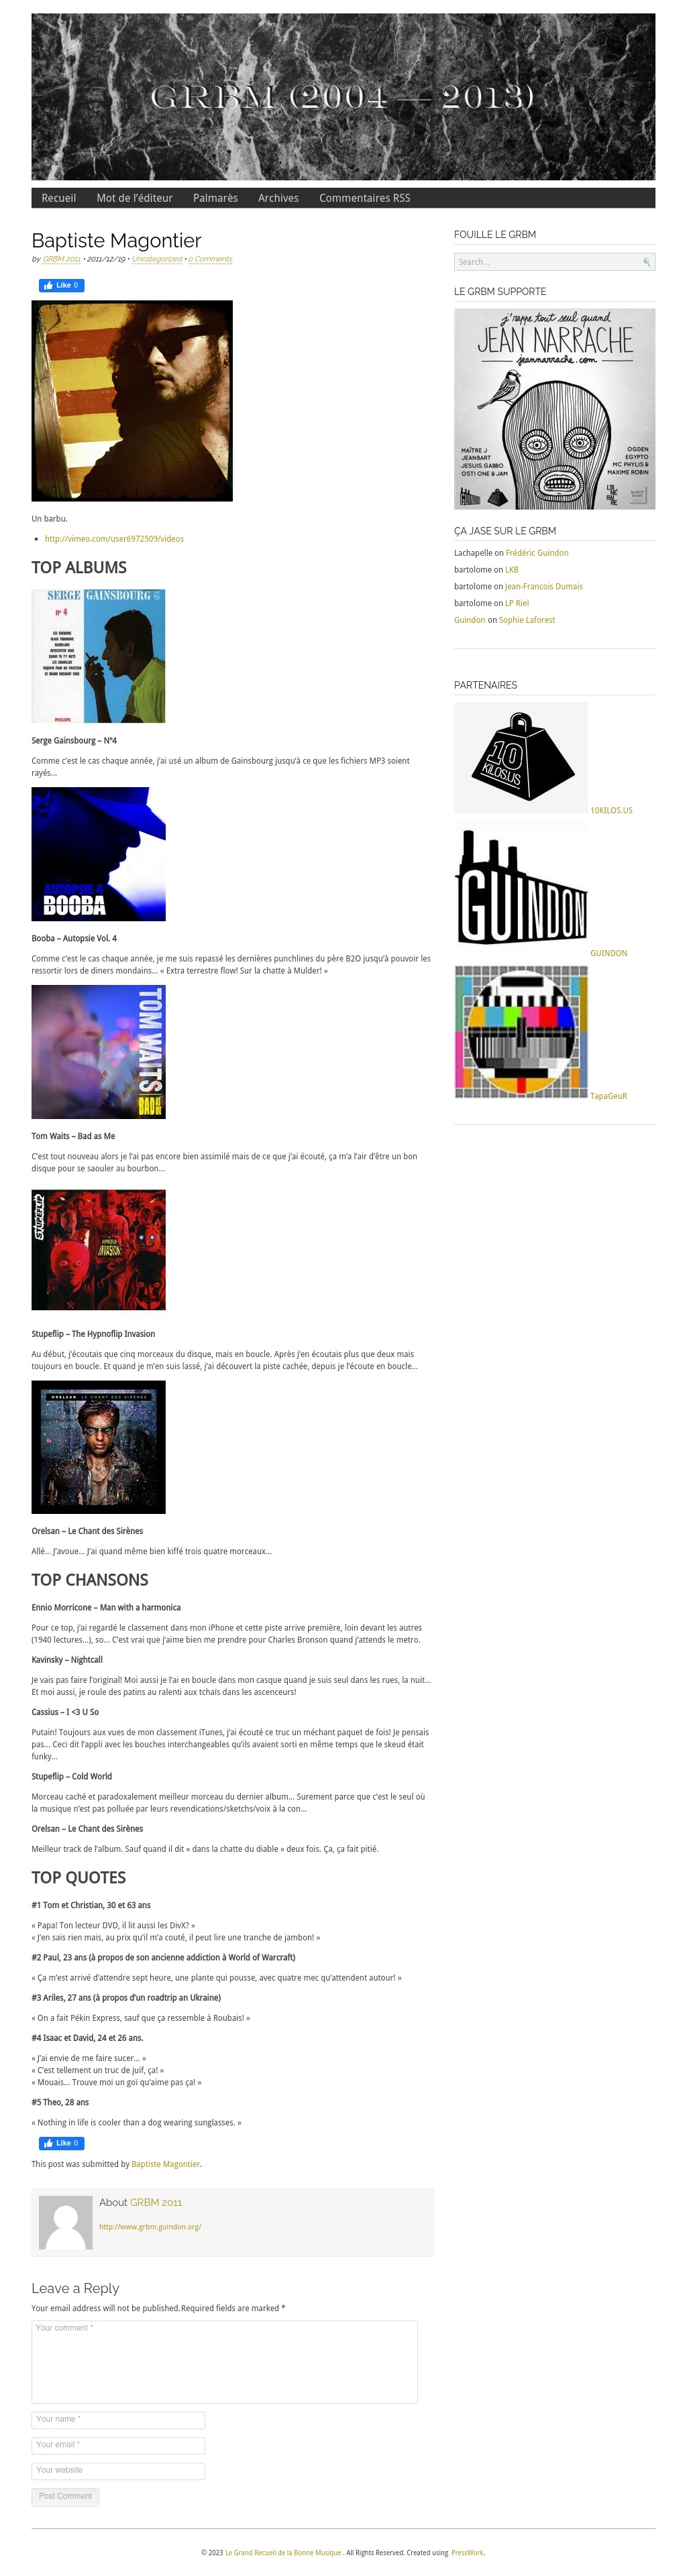 GRBM (2004 — 2013)
Recueil Mot de l'éditeur Palmarès Archives Commentaires RSS
Baptiste Magontier
by GRBM 2011 • 2011/12/19 • Uncategorized • 0 Comments
Like 0
Un barbu.
http://vimeo.com/user6972509/videos
TOP ALBUMS
SERGE GAINSBOURG
n° 4
PHILIPS
Serge Gainsbourg – N°4
Comme c'est le cas chaque année, j'ai usé un album de Gainsbourg jusqu'à ce que les fichiers MP3 soient
rayés…
AUTOPSIE 4
BOOBA
Booba – Autopsie Vol. 4
Comme c'est le cas chaque année, je me suis repassé les dernières punchlines du père B2O jusqu'à pouvoir les
ressortir lors de diners mondains… « Extra terrestre flow! Sur la chatte à Mulder! »
TOM WAITS
BAD AS ME
Tom Waits – Bad as Me
C'est tout nouveau alors je l'ai pas encore bien assimilé mais de ce que j'ai écouté, ça m'a l'air d'être un bon
disque pour se saouler au bourbon…
STUPEFLIP
HYPNOFLIP
INVASION
Stupeflip – The Hypnoflip Invasion
Au début, j'écoutais que cinq morceaux du disque, mais en boucle. Après j'en écoutais plus que deux mais
toujours en boucle. Et quand je m'en suis lassé, j'ai découvert la piste cachée, depuis je l'écoute en boucle…
ORELSAN LE CHANT DES SIRÈNES
Orelsan – Le Chant des Sirènes
Allé… J'avoue… J'ai quand même bien kiffé trois quatre morceaux…
TOP CHANSONS
Ennio Morricone – Man with a harmonica
Pour ce top, j'ai regardé le classement dans mon iPhone et cette piste arrive première, loin devant les autres
(1940 lectures…), so… C'est vrai que j'aime bien me prendre pour Charles Bronson quand j'attends le metro.
Kavinsky – Nightcall
Je vais pas faire l'original! Moi aussi je l'ai en boucle dans mon casque quand je suis seul dans les rues, la nuit…
Et moi aussi, je roule des patins au ralenti aux tchaïs dans les ascenceurs!
Cassius – I <3 U So
Putain! Toujours aux vues de mon classement iTunes, j'ai écouté ce truc un méchant paquet de fois! Je pensais
pas… Ceci dit l'appli avec les bouches interchangeables qu'ils avaient sorti en même temps que le skeud était
funky…
Stupeflip – Cold World
Morceau caché et paradoxalement meilleur morceau du dernier album… Surement parce que c'est le seul où
la musique n'est pas polluée par leurs revendications/sketchs/voix à la con…
Orelsan – Le Chant des Sirènes
Meilleur track de l'album. Sauf quand il dit « dans la chatte du diable » deux fois. Ça, ça fait pitié.
TOP QUOTES
#1 Tom et Christian, 30 et 63 ans
« Papa! Ton lecteur DVD, il lit aussi les DivX? »
« J'en sais rien mais, au prix qu'il m'a couté, il peut lire une tranche de jambon! »
#2 Paul, 23 ans (à propos de son ancienne addiction à World of Warcraft)
« Ça m'est arrivé d'attendre sept heure, une plante qui pousse, avec quatre mec qu'attendent autour! »
#3 Ariles, 27 ans (à propos d'un roadtrip an Ukraine)
« On a fait Pékin Express, sauf que ça ressemble à Roubais! »
#4 Isaac et David, 24 et 26 ans.
« J'ai envie de me faire sucer… »
« C'est tellement un truc de juif, ça! »
« Mouais… Trouve moi un goï qu'aime pas ça! »
#5 Theo, 28 ans
« Nothing in life is cooler than a dog wearing sunglasses. »
Like 0
This post was submitted by Baptiste Magontier.
About GRBM 2011
http://www.grbm.guindon.org/
Leave a Reply
Your email address will not be published. Required fields are marked *
Your comment *
Your name *
Your email *
Your website
Post Comment
FOUILLE LE GRBM
Search...
LE GRBM SUPPORTE
j'rappe tout seul quand
JEAN NARRACHE
jeannarrache.com
MAÎTRE J
JEANBART
JESUIS GABBO
OSTI ONE & JAM
OGDEN
EGYPTO
MC PHYLIS &
MAXIME ROBIN
ÇA JASE SUR LE GRBM
Lachapelle on Frédéric Guindon
bartolome on LKB
bartolome on Jean-Francois Dumais
bartolome on LP Riel
Guindon on Sophie Laforest
PARTENAIRES
10
KILOS.US
10KILOS.US
GUINDON
GUINDON
TapaGeuR
© 2023 Le Grand Recueil de la Bonne Musique . All Rights Reserved. Created using PressWork.